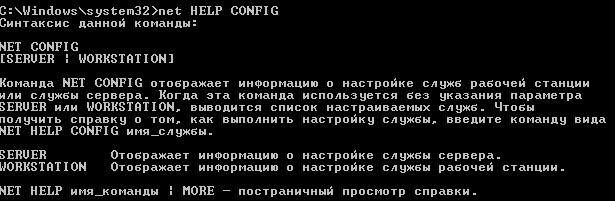 C:\Windows\system32>net HELP CONFIG
Синтаксис данной команды:
NET CONFIG
[SERVER ¦ WORKSTATION]
Команда NET CONFIG отображает информацию о настройке служб рабочей станции
или службы сервера. Когда эта команда используется без указания параметра
SERVER или WORKSTATION, выводится список настраиваемых служб. Чтобы
получить справку о том, как выполнить настройку службы, введите команду вида
NET HELP CONFIG имя_службы.
SERVER Отображает информацию о настройке службы сервера.
WORKSTATION Отображает информацию о настройке службы рабочей станции.
NET HELP имя_команды ¦ MORE – постраничный просмотр справки.